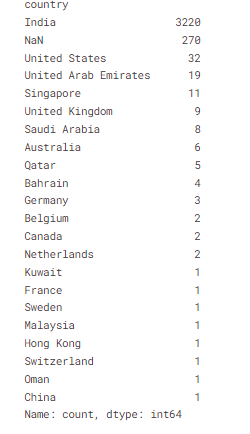 country
India 3220
NaN 270
United States 32
United Arab Emirates 19
Singapore 11
United Kingdom 9
Saudi Arabia 8
Australia 6
Qatar 5
Bahrain 4
Germany 3
Belgium 2
Canada 2
Netherlands 2
Kuwait 1
France 1
Sweden 1
Malaysia 1
Hong Kong 1
Switzerland 1
Oman 1
China 1
Name: count, dtype: int64